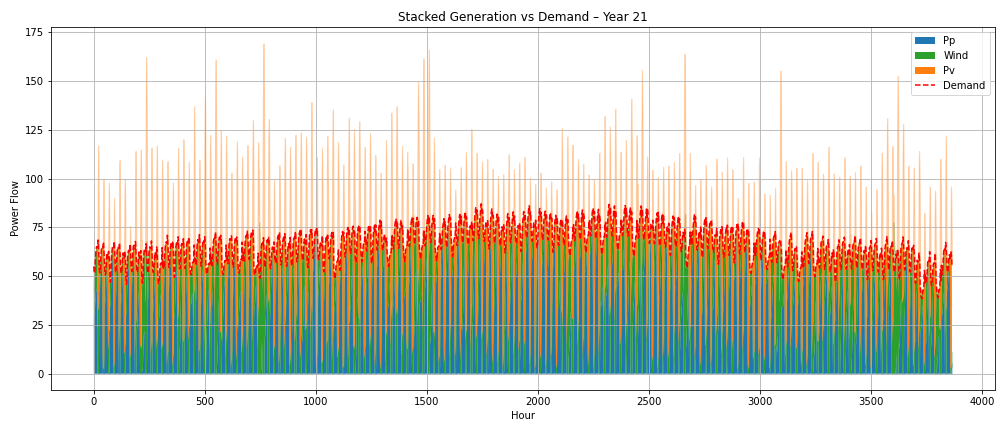 Stacked Generation vs Demand – Year 21
Power Flow
175
150
125
100
75
50
25
0
Pp
Wind
Pv
Demand
0 500 1000 1500 2000 2500 3000 3500 4000
Hour